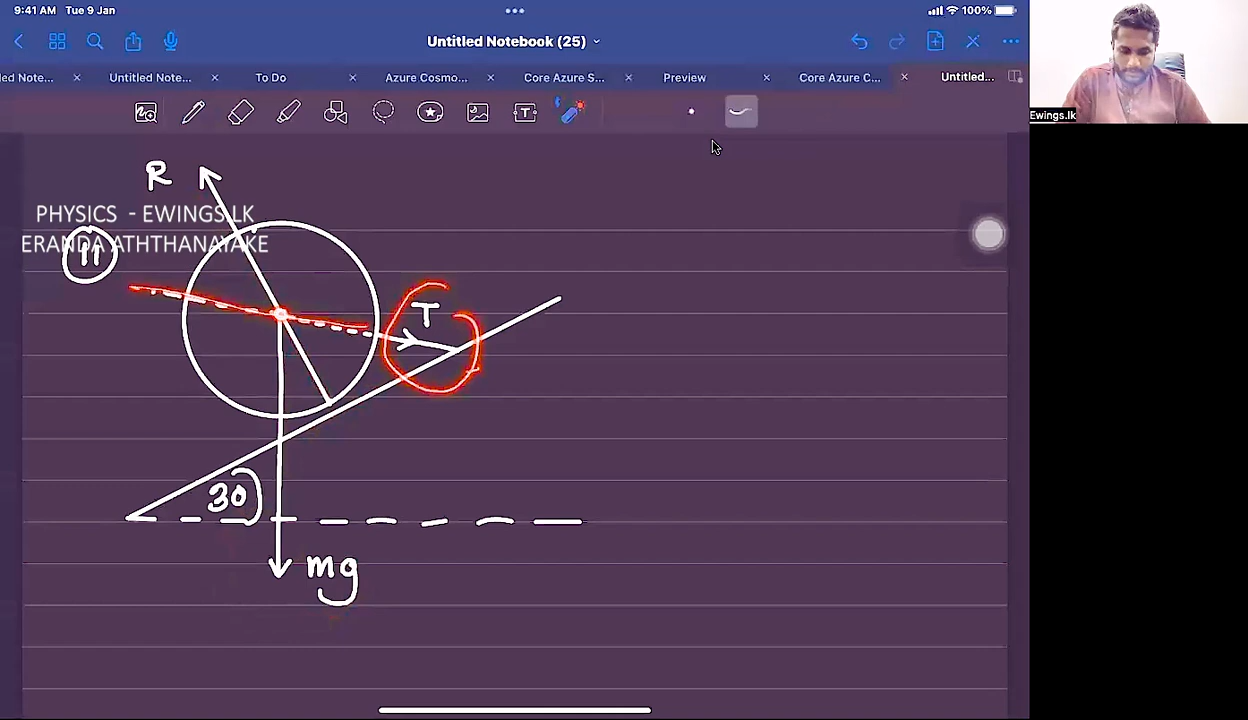 9:41 AM Tue 9 Jan
100%
Untitled Notebook (25)
led Note...
Untitled Note...
To Do
Azure Cosmo...
Core Azure S...
Preview
Core Azure C...
Untitled...
T
Ewings.lk
R
PHYSICS - EWINGS.LK
ERANDA ATHTHANAYAKE
11
T
30
mg